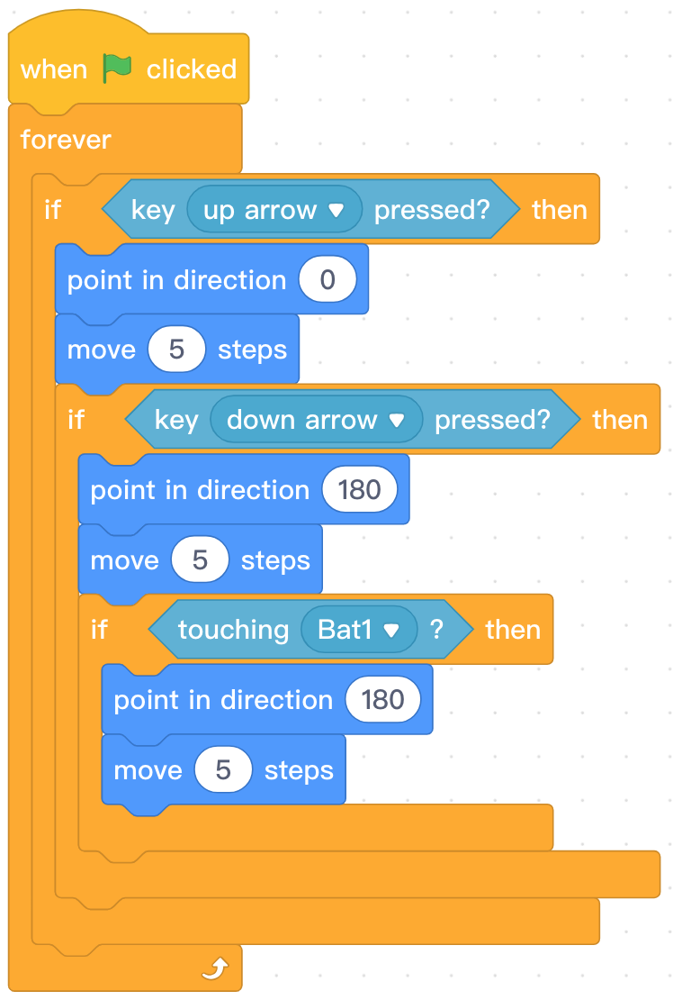 when clicked
forever
if key up arrow pressed? then
point in direction 0
move 5 steps
if key down arrow pressed? then
point in direction 180
move 5 steps
if touching Bat1 ? then
point in direction 180
move 5 steps